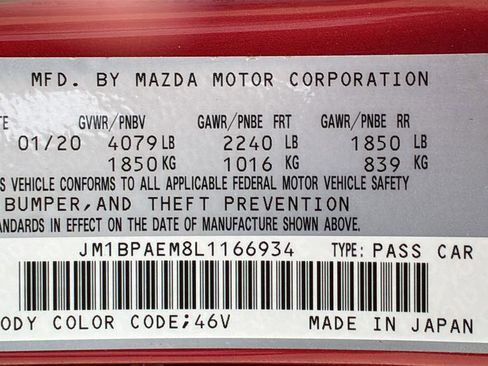 MFD. BY MAZDA MOTOR CORPORATION
TE GVWR/PNBV GAWR/PNBE FRT GAWR/PNBE RR
01/20 4079 LB 2240 LB 1850 LB
1850 KG 1016 KG 839 KG
S VEHICLE CONFORMS TO ALL APPLICABLE FEDERAL MOTOR VEHICLE SAFETY
BUMPER, AND THEFT PREVENTION
ANDARDS IN EFFECT ON THE DATE OF MANUFACTURE SHOWN ABOVE.
JM1BPAEM8L1166934 TYPE: PASS CAR
ODY COLOR CODE;46V MADE IN JAPAN